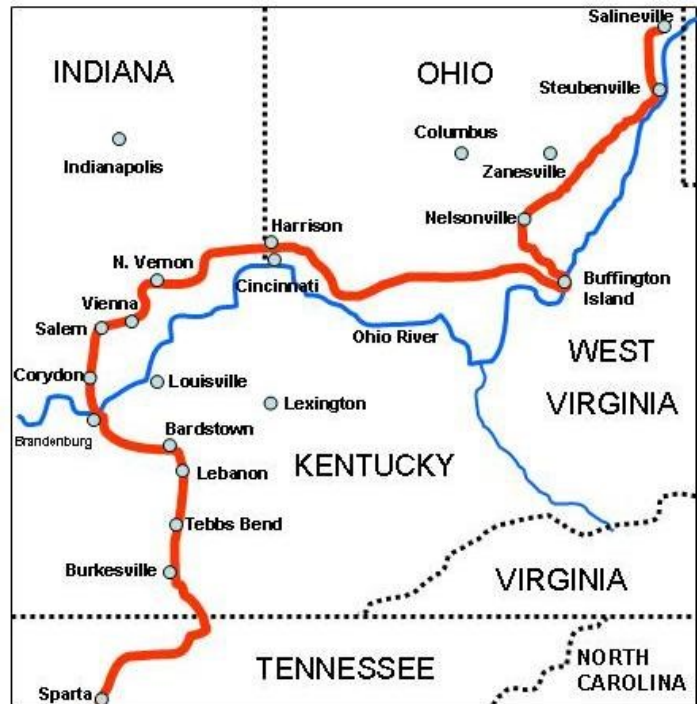 Salineville
INDIANA
OHIO
Steubenville
Columbus
Indianapolis
Zanesville
Nelsonville
Harrison
N. Vernon
Cincinnati
Buffington
Island
Vienna
Salem
Ohio River
WEST
VIRGINIA
Corydon
Louisville
Lexington
Brandenburg
Bardstown
KENTUCKY
Lebanon
Tebbs Bend
Burkesville
VIRGINIA
TENNESSEE
NORTH
CAROLINA
Sparta